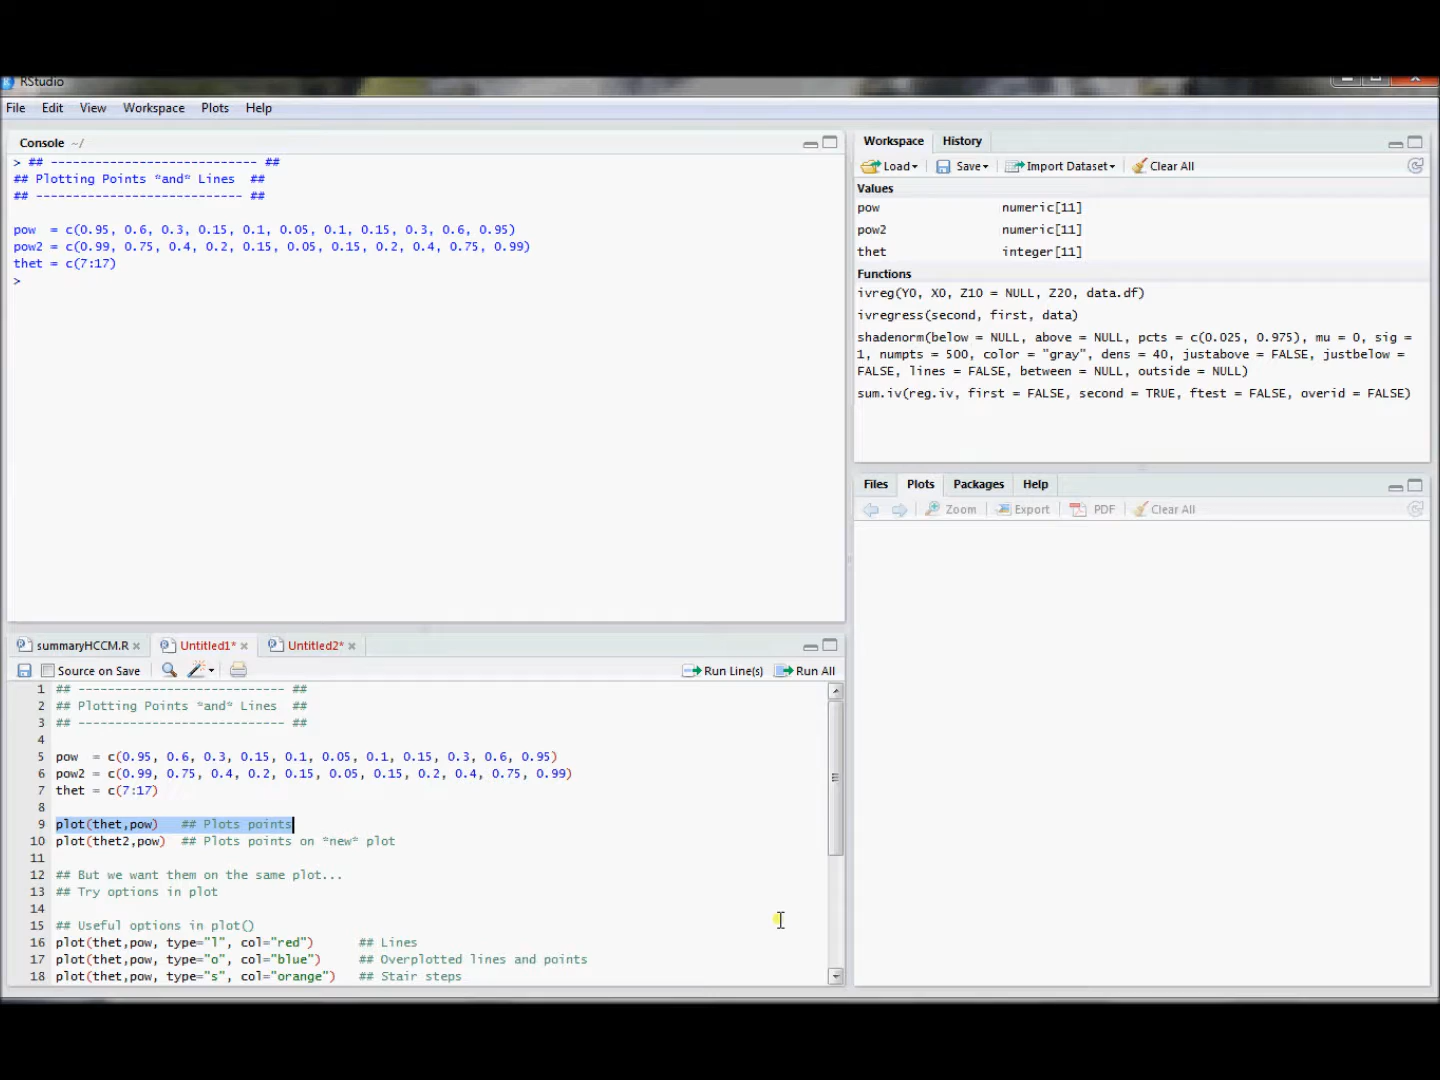 RStudio
File Edit View Workspace Plots Help
Console ~/
> ## ---------------------------- ##
## Plotting Points *and* Lines ##
## ---------------------------- ##
pow = c(0.95, 0.6, 0.3, 0.15, 0.1, 0.05, 0.1, 0.15, 0.3, 0.6, 0.95)
pow2 = c(0.99, 0.75, 0.4, 0.2, 0.15, 0.05, 0.15, 0.2, 0.4, 0.75, 0.99)
thet = c(7:17)
>
Workspace History
Load Save Import Dataset Clear All
Values
pow numeric[11]
pow2 numeric[11]
thet integer[11]
Functions
ivreg(Y0, X0, Z10 = NULL, Z20, data.df)
ivregress(second, first, data)
shadenorm(below = NULL, above = NULL, pcts = c(0.025, 0.975), mu = 0, sig =
1, numpts = 500, color = "gray", dens = 40, justabove = FALSE, justbelow =
FALSE, lines = FALSE, between = NULL, outside = NULL)
sum.iv(reg.iv, first = FALSE, second = TRUE, ftest = FALSE, overid = FALSE)
Files Plots Packages Help
Zoom Export PDF Clear All
summaryHCCM.R Untitled1* Untitled2*
Source on Save Run Line(s) Run All
1 ## ---------------------------- ##
2 ## Plotting Points *and* Lines ##
3 ## ---------------------------- ##
4
5 pow = c(0.95, 0.6, 0.3, 0.15, 0.1, 0.05, 0.1, 0.15, 0.3, 0.6, 0.95)
6 pow2 = c(0.99, 0.75, 0.4, 0.2, 0.15, 0.05, 0.15, 0.2, 0.4, 0.75, 0.99)
7 thet = c(7:17)
8
9 plot(thet,pow) ## Plots points
10 plot(thet2,pow) ## Plots points on *new* plot
11
12 ## But we want them on the same plot...
13 ## Try options in plot
14
15 ## Useful options in plot()
16 plot(thet,pow, type="l", col="red") ## Lines
17 plot(thet,pow, type="o", col="blue") ## Overplotted lines and points
18 plot(thet,pow, type="s", col="orange") ## Stair steps